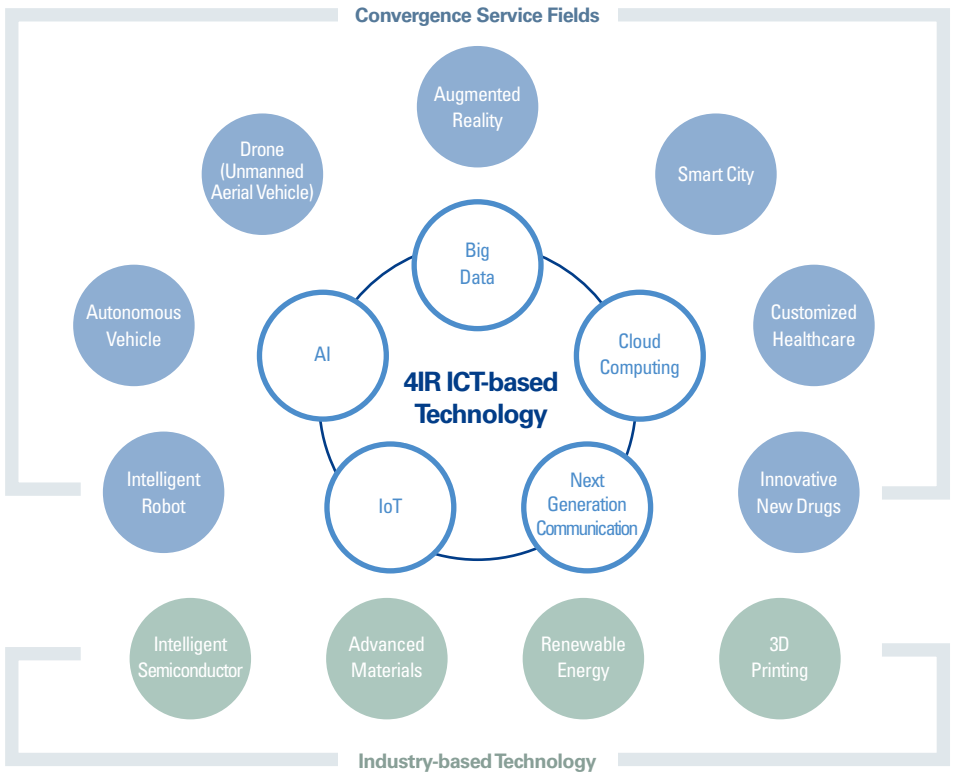 Convergence Service Fields
Augmented
Reality
Drone
(Unmanned
Aerial Vehicle)
Smart City
Big
Data
Autonomous
Vehicle
Customized
Healthcare
AI
Cloud
Computing
4IR ICT-based
Technology
Intelligent
Robot
IoT
Next
Generation
Communication
Innovative
New Drugs
Intelligent
Semiconductor
Advanced
Materials
Renewable
Energy
3D
Printing
Industry-based Technology